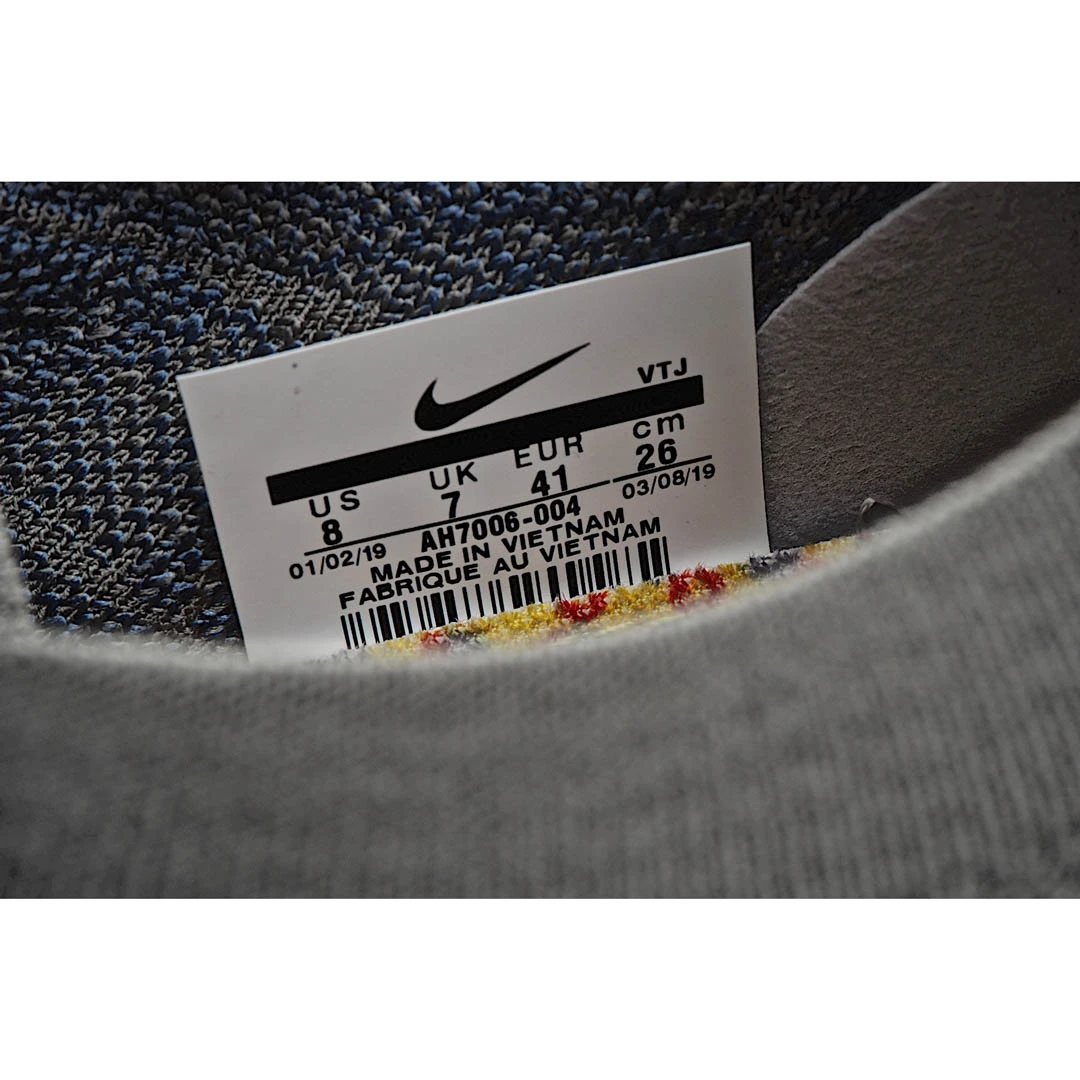 VTJ
US UK EUR cm
8 7 41 26
01/02/19 AH7006-004 03/08/19
MADE IN VIETNAM
FABRIQUE AU VIETNAM